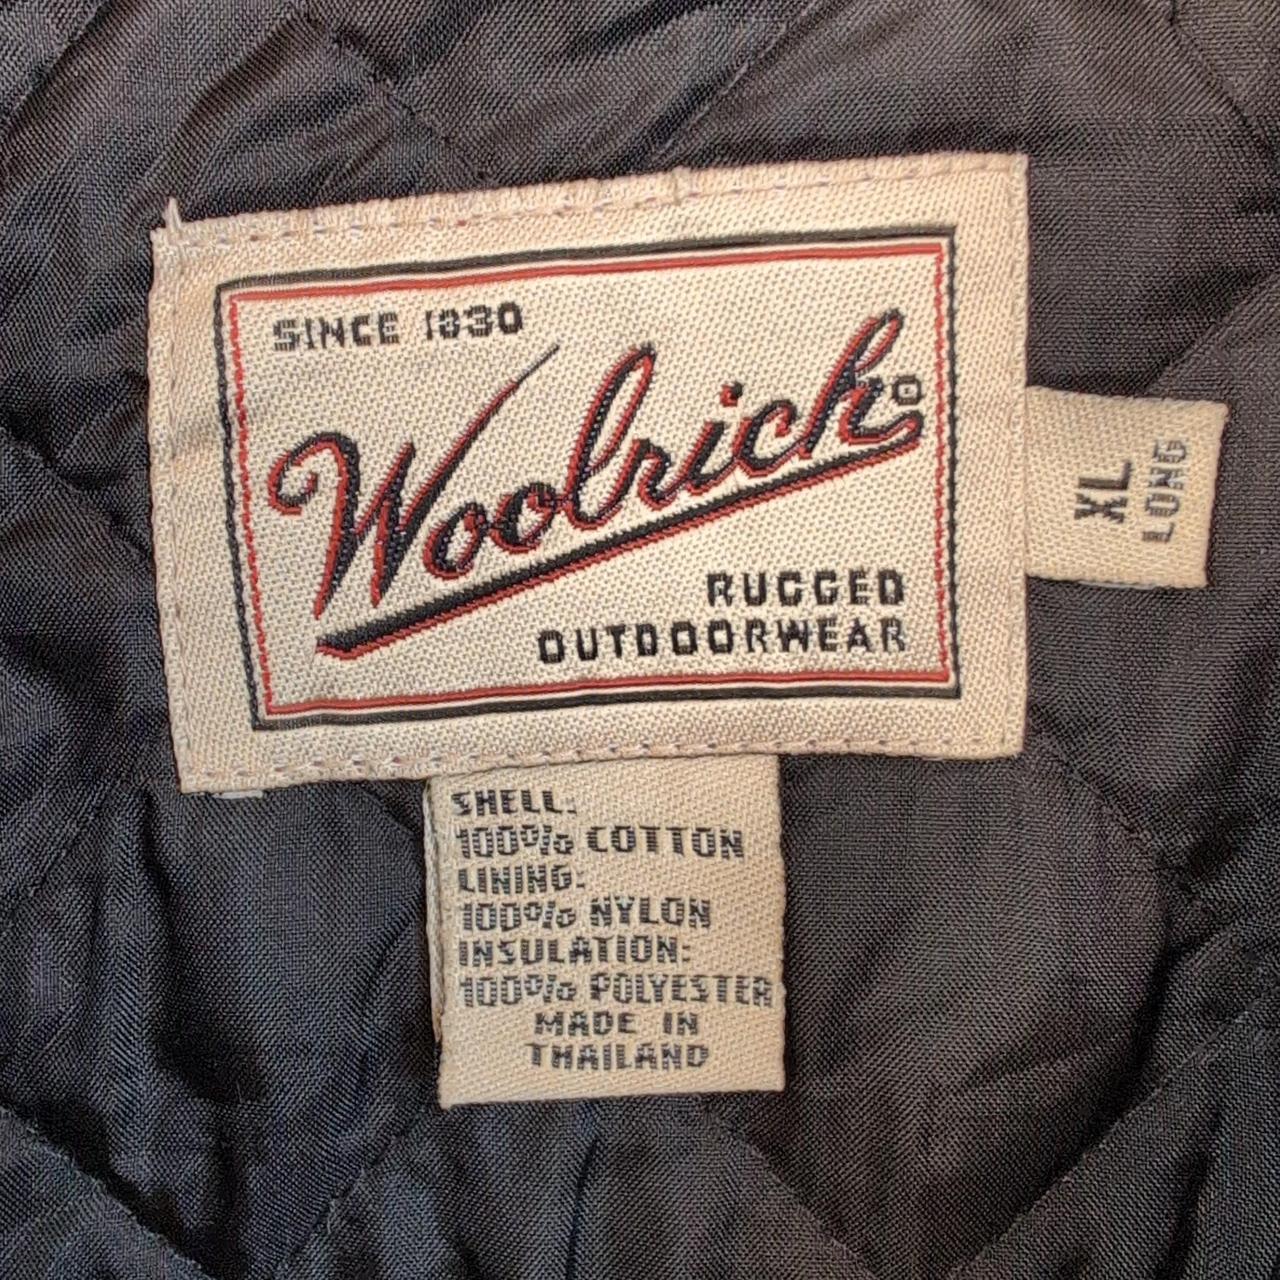 SINCE 1830
Woolrich®
RUGGED
OUTDOORWEAR
XL
LONG
SHELL:
100% COTTON
LINING:
100% NYLON
INSULATION:
100% POLYESTER
MADE IN
THAILAND